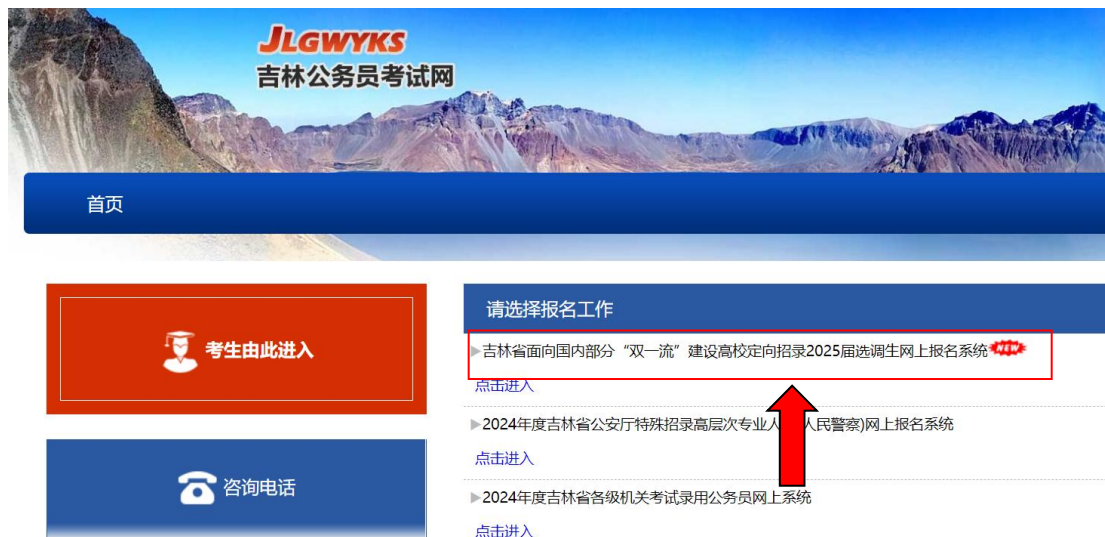 JLGWYKS
吉林公务员考试网
首页
考生由此进入
咨询电话
请选择报名工作
吉林省面向国内部分“双一流”建设高校定向招录2025届选调生网上报名系统 NEW
点击进入
2024年度吉林省公安厅特殊招录高层次专业人 人民警察)网上报名系统
点击进入
2024年度吉林省各级机关考试录用公务员网上系统
点击进入